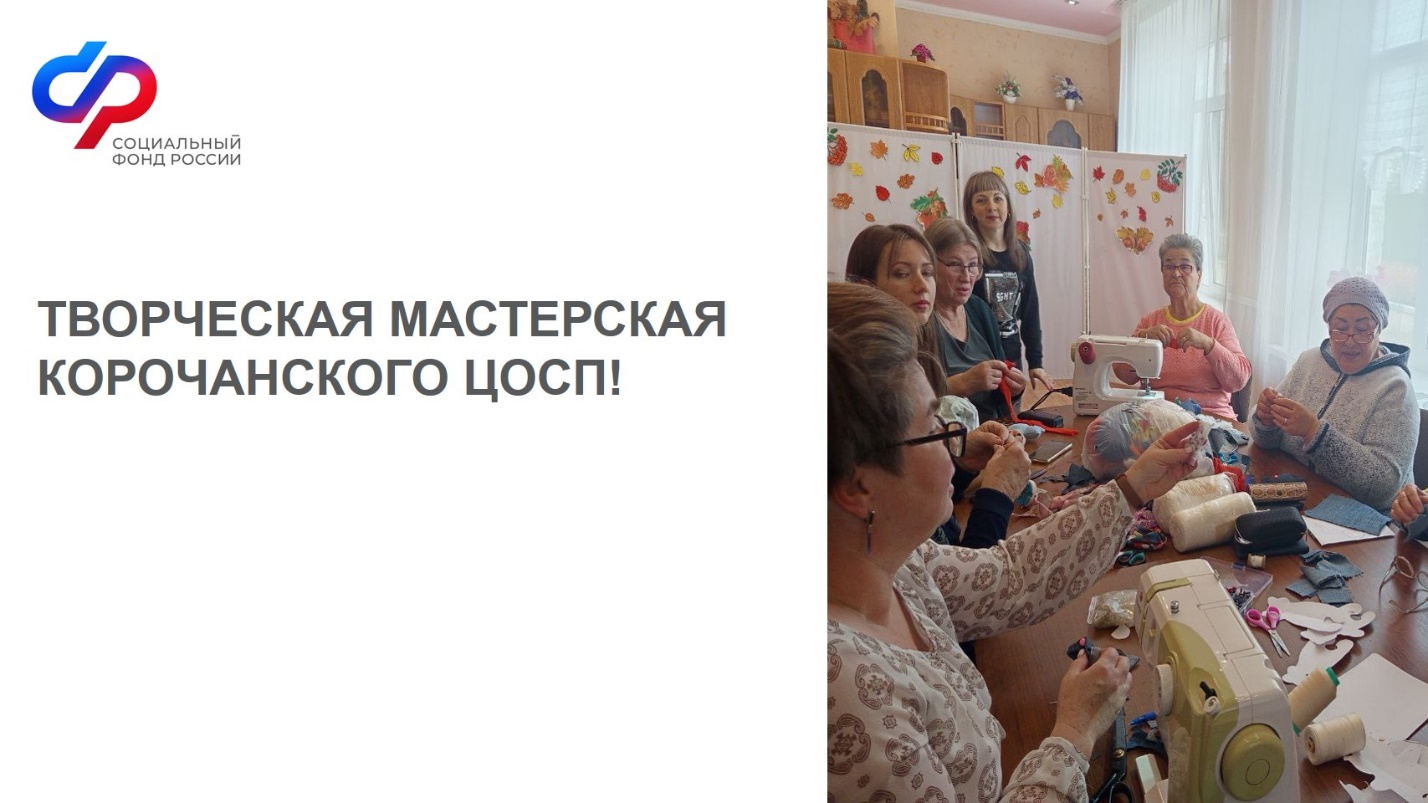 СОЦИАЛЬНЫЙ
ФОНД РОССИИ
ТВОРЧЕСКАЯ МАСТЕРСКАЯ
КОРОЧАНСКОГО ЦОСП!